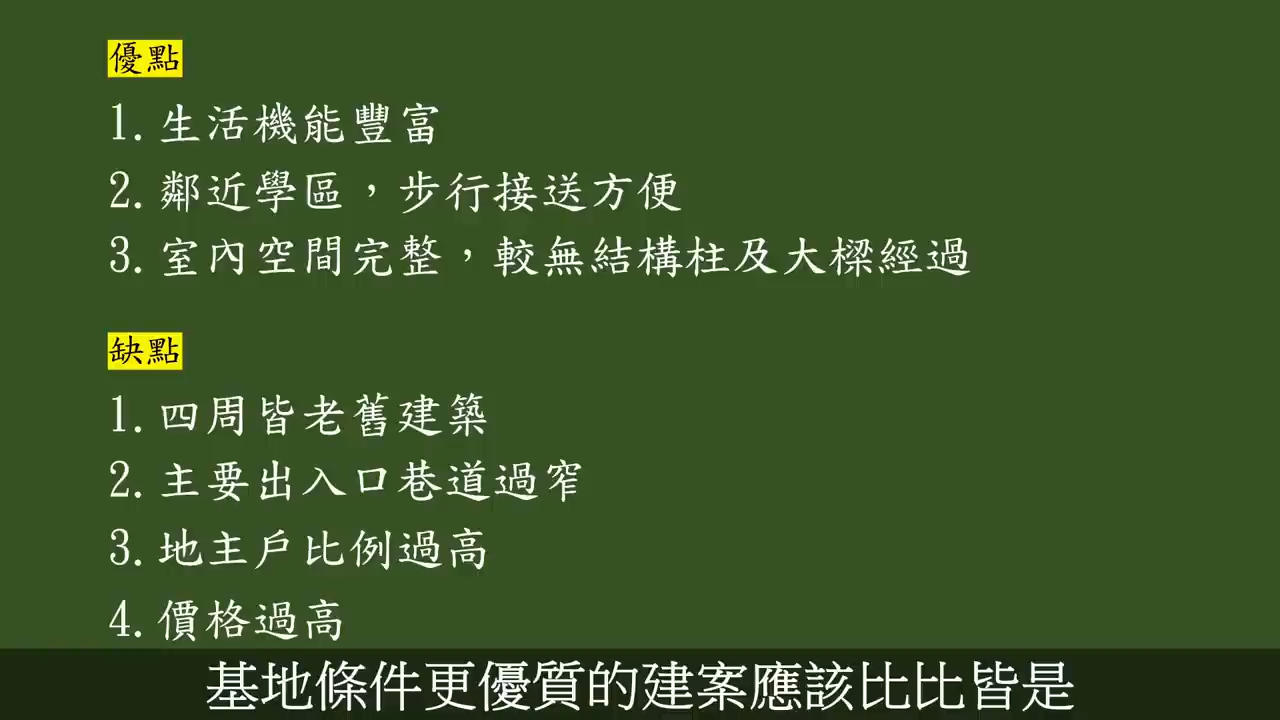 優點
1.生活機能豐富
2.鄰近學區，步行接送方便
3.室內空間完整，較無結構柱及大樑經過
缺點
1.四周皆老舊建築
2.主要出入口巷道過窄
3.地主戶比例過高
4.價格過高
基地條件更優質的建案應該比比皆是